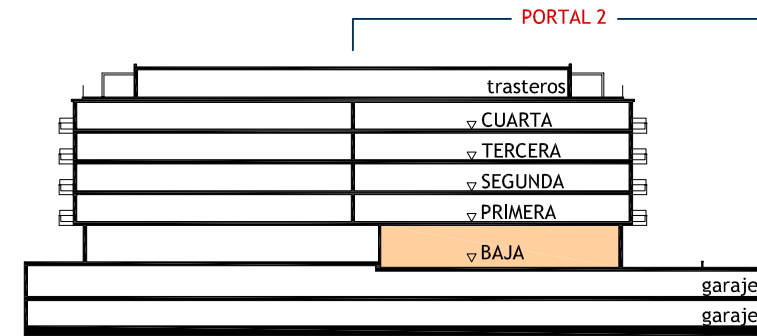 PORTAL 2
trasteros
CUARTA
TERCERA
SEGUNDA
PRIMERA
BAJA
garaje
garaje